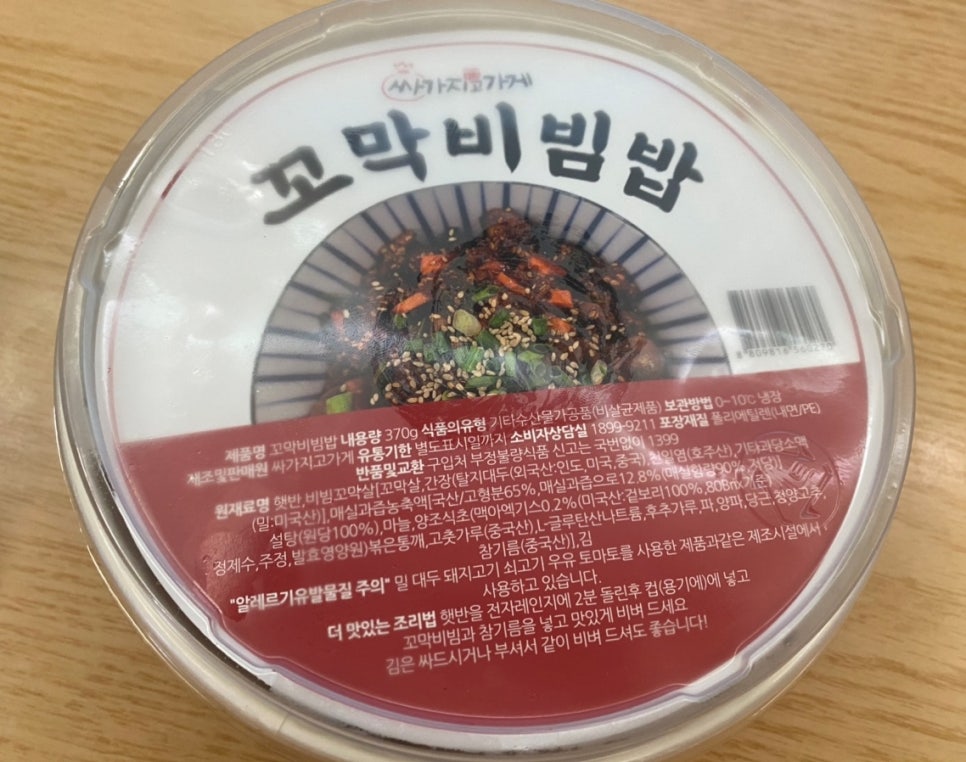 싸가지고가게
꼬막비빔밥
8 809816 560290
제품명 꼬막비빔밥 내용량 370g 식품의유형 기타수산물가공품(비살균제품) 보관방법 0~10℃ 냉장
제조및판매원 싸가지고가게 유통기한 별도표시일까지 소비자상담실 1899-9211 포장재질 폴리에틸렌(내면/PE)
반품및교환 구입처 부정불량식품 신고는 국번없이 1399
원재료명 햇반, 비빔꼬막살[꼬막살, 간장(탈지대두(외국산:인도,미국,중국), 천일염(호주산), 기타과당소맥
(밀:미국산)], 매실과즙농축액[국산/고형분65%, 매실과즙으로12.8%(매실원액90%,
설탕(원당100%), 마늘, 양조식초(맥아엑기스0.2%(미국산:겉보리100%,
정제수, 주정, 발효영양원)볶은통깨, 고춧가루(중국산), L-글루탄산나트륨, 후추가루, 파, 양파, 당근, 청양고추,
참기름(중국산)], 김
"알레르기유발물질 주의" 밀 대두 돼지고기 쇠고기 우유 토마토를 사용한 제품과같은 제조시설에서
사용하고 있습니다.
더 맛있는 조리법 햇반을 전자레인지에 2분 돌린후 컵(용기에)에 넣고
꼬막비빔과 참기름을 넣고 맛있게 비벼 드세요
김은 싸드시거나 부셔서 같이 비벼 드셔도 좋습니다!